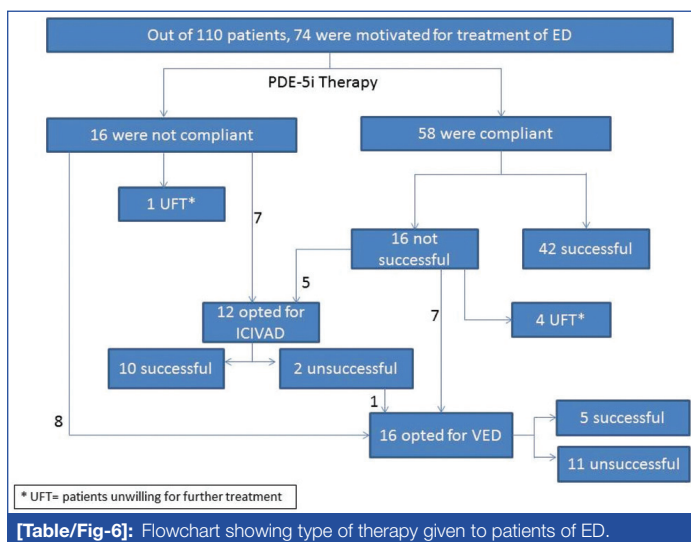 Out of 110 patients, 74 were motivated for treatment of ED
PDE-5i Therapy
16 were not compliant
58 were compliant
1 UFT*
7
16 not
successful
42 successful
5
12 opted for
ICIVAD
7
4 UFT*
10 successful
2 unsuccessful
1
8
16 opted for VED
5 successful
11 unsuccessful
* UFT= patients unwilling for further treatment
[Table/Fig-6]: Flowchart showing type of therapy given to patients of ED.